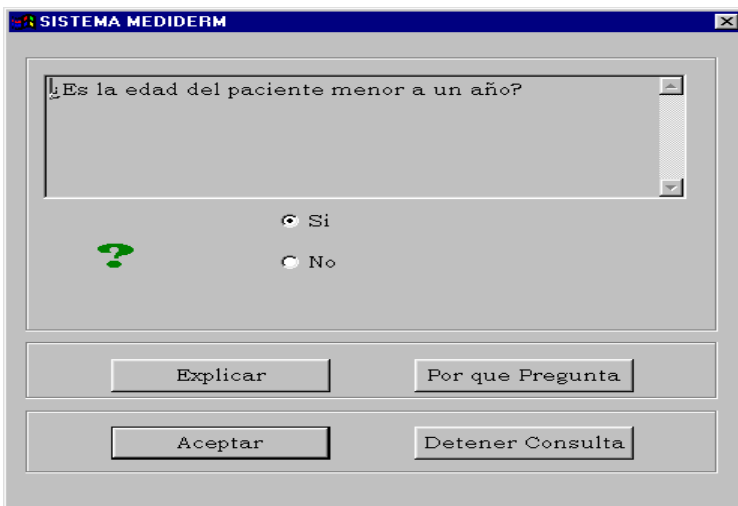 SISTEMA MEDIDERM
¿Es la edad del paciente menor a un año?
Si
No
Explicar
Por que Pregunta
Aceptar
Detener Consulta